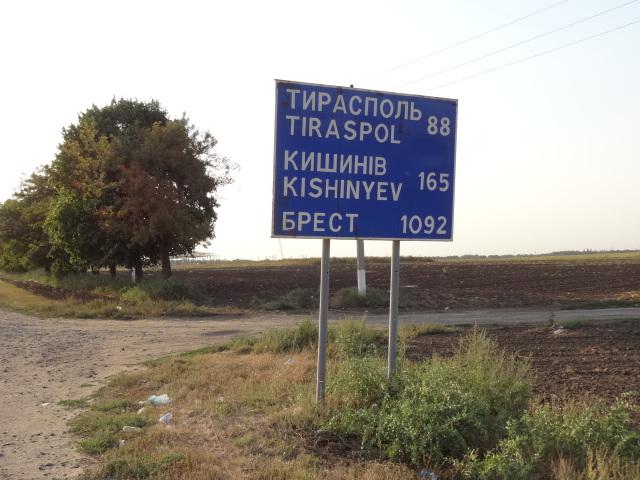 ТИРАСПОЛЬ
TIRASPOL 88
КИШИНІВ
KISHINYEV 165
БРЕСТ 1092